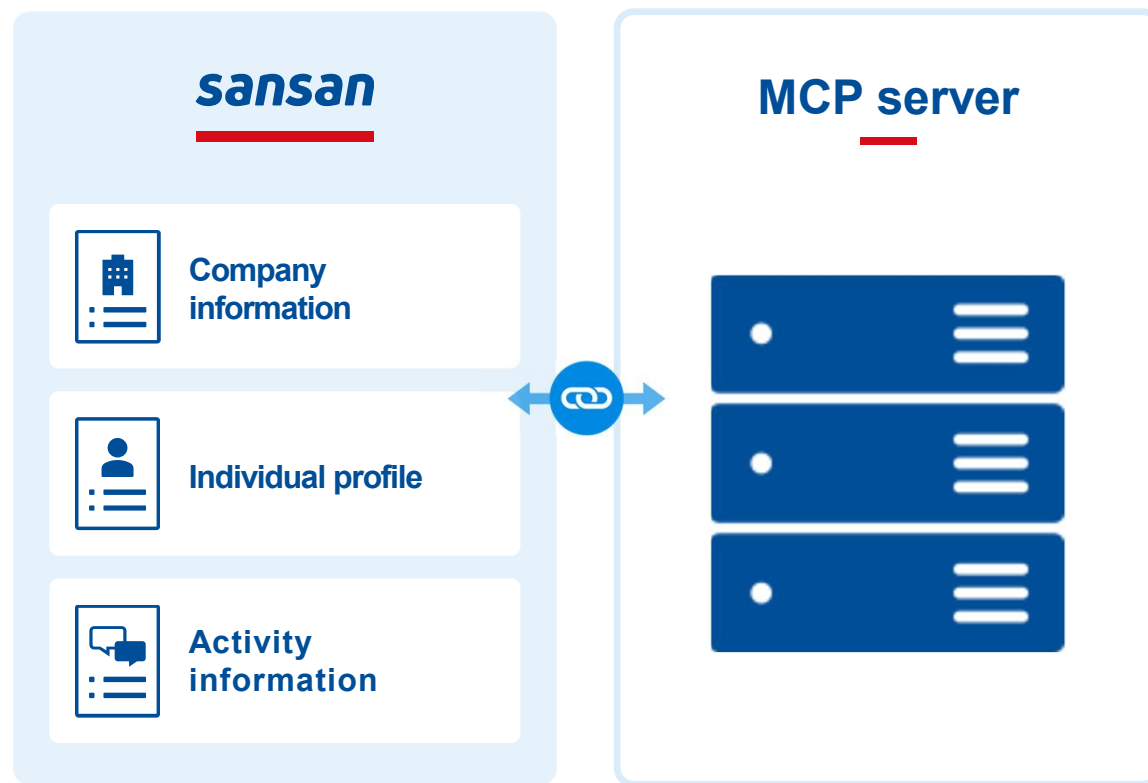 sansan
MCP server
Company
information
Individual profile
Activity
information